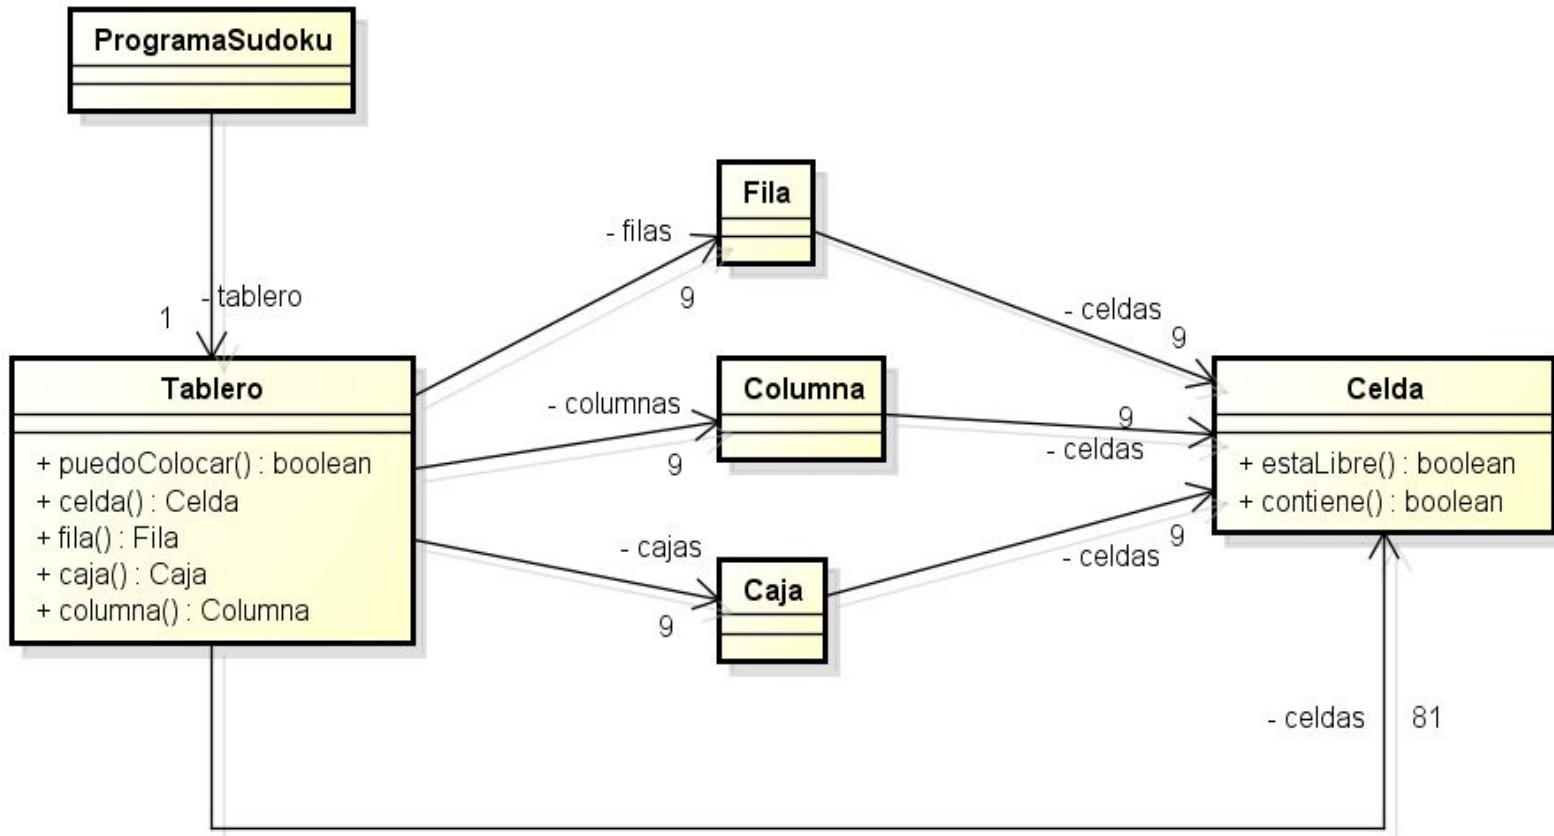 ProgramaSudoku
- tablero
1
Tablero
+ puedoColocar() : boolean
+ celda() : Celda
+ fila() : Fila
+ caja() : Caja
+ columna() : Columna
- filas
9
Fila
- columnas
9
Columna
- cajas
9
Caja
- celdas
9
9
- celdas
9
- celdas
Celda
+ estaLibre() : boolean
+ contiene() : boolean
- celdas
81